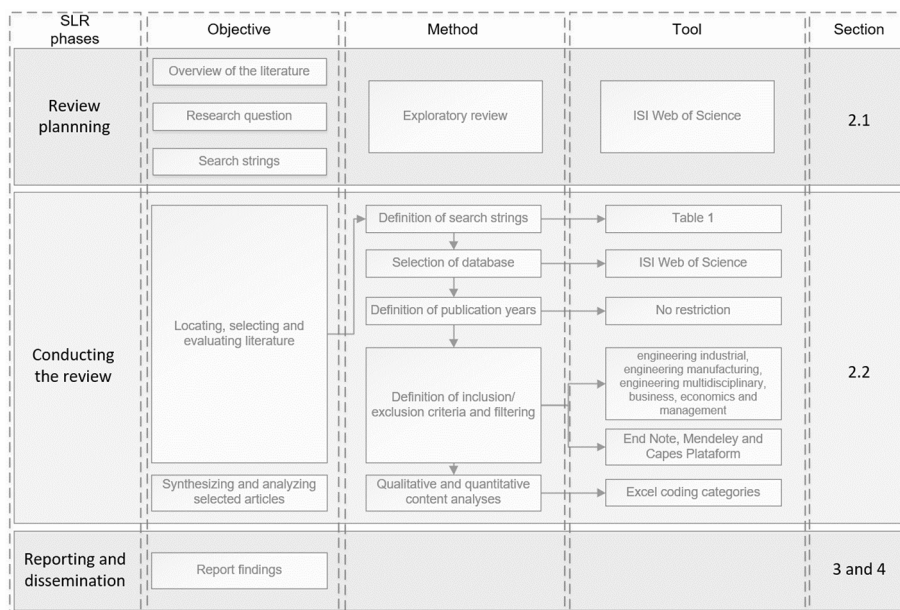 SLR
phases
Objective
Method
Tool
Section
Review
plannning
Overview of the literature
Research question
Search strings
Exploratory review
ISI Web of Science
2.1
Conducting
the review
Locating, selecting and
evaluating literature
Synthesizing and analyzing
selected articles
Definition of search strings
Selection of database
Definition of publication years
Definition of inclusion/
exclusion criteria and filtering
Qualitative and quantitative
content analyses
Table 1
ISI Web of Science
No restriction
engineering industrial,
engineering manufacturing,
engineering multidisciplinary,
business, economics and
management
End Note, Mendeley and
Capes Plataform
Excel coding categories
2.2
Reporting and
dissemination
Report findings
3 and 4